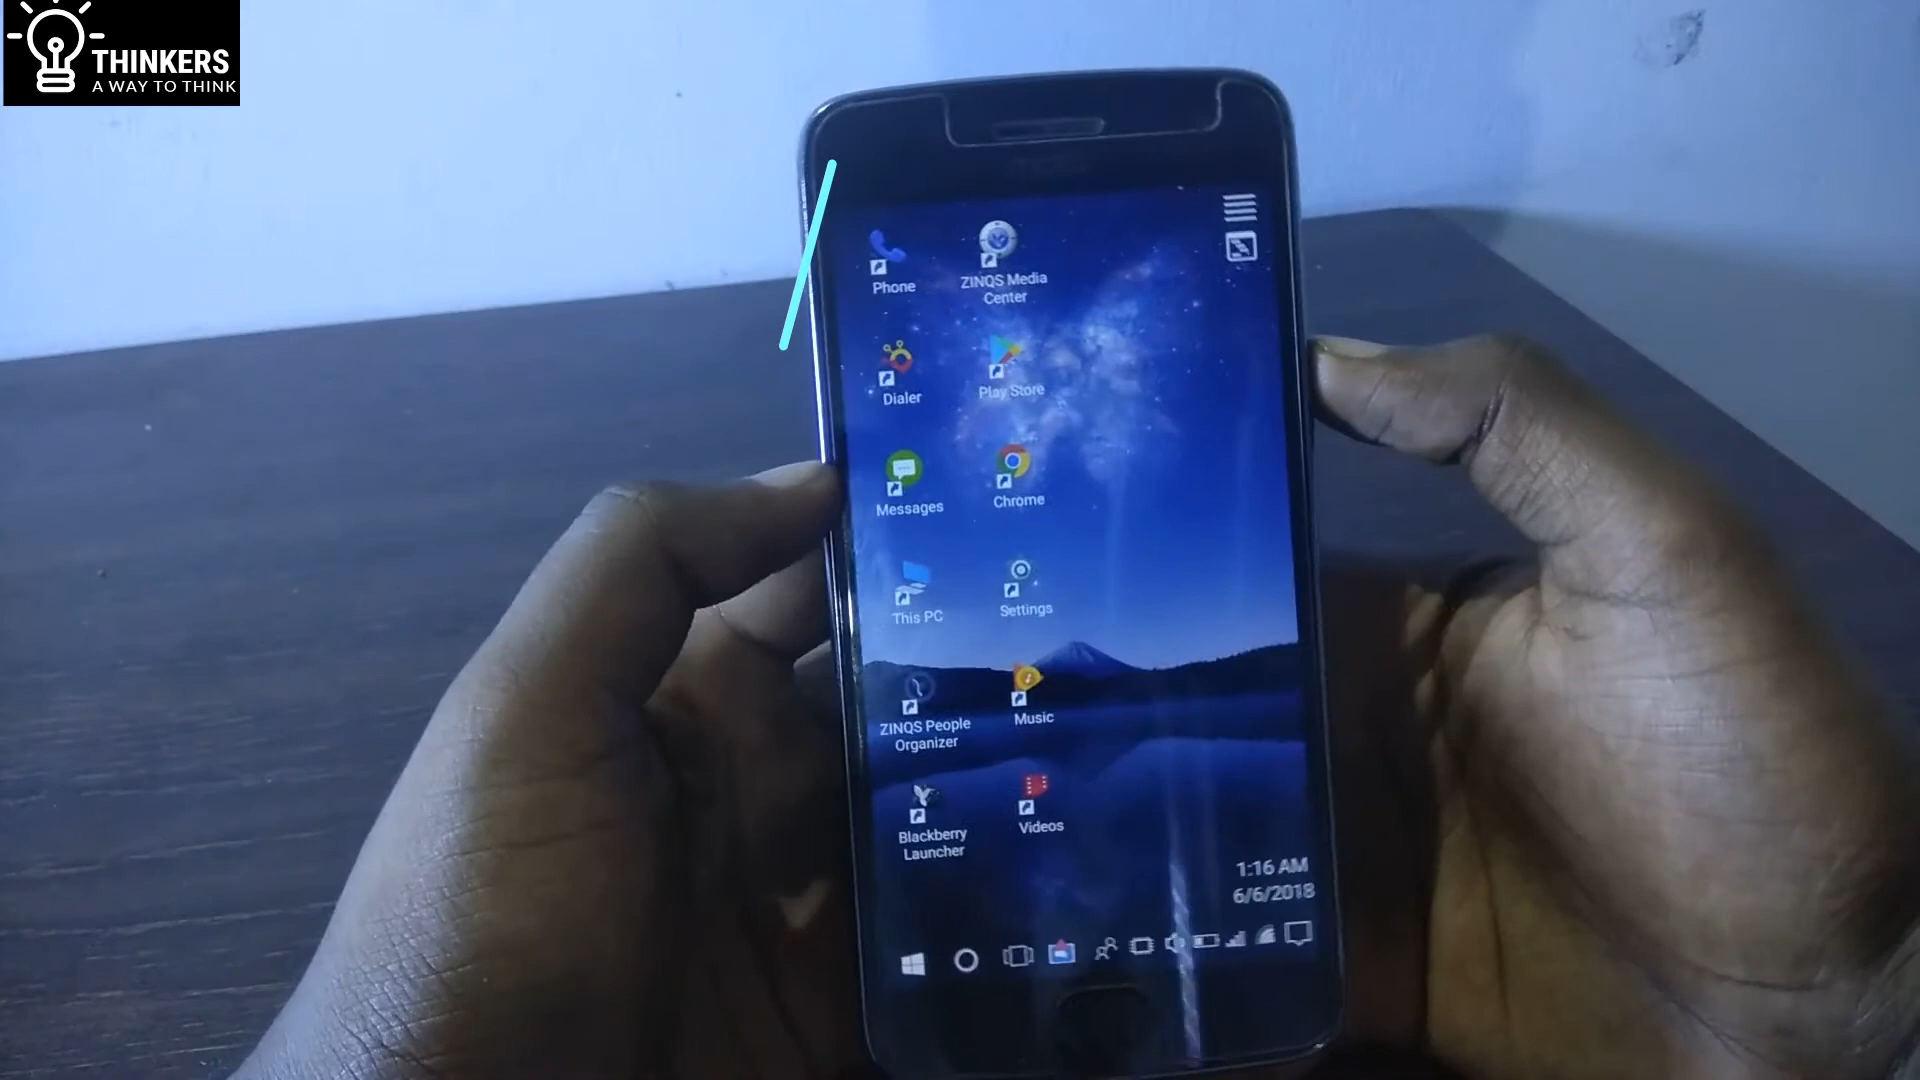 THINKERS
A WAY TO THINK
Phone
ZINQS Media
Center
Dialer
Play Store
Messages
Chrome
This PC
Settings
ZINQS People
Organizer
Music
Blackberry
Launcher
Videos
1:16 AM
6/6/2018